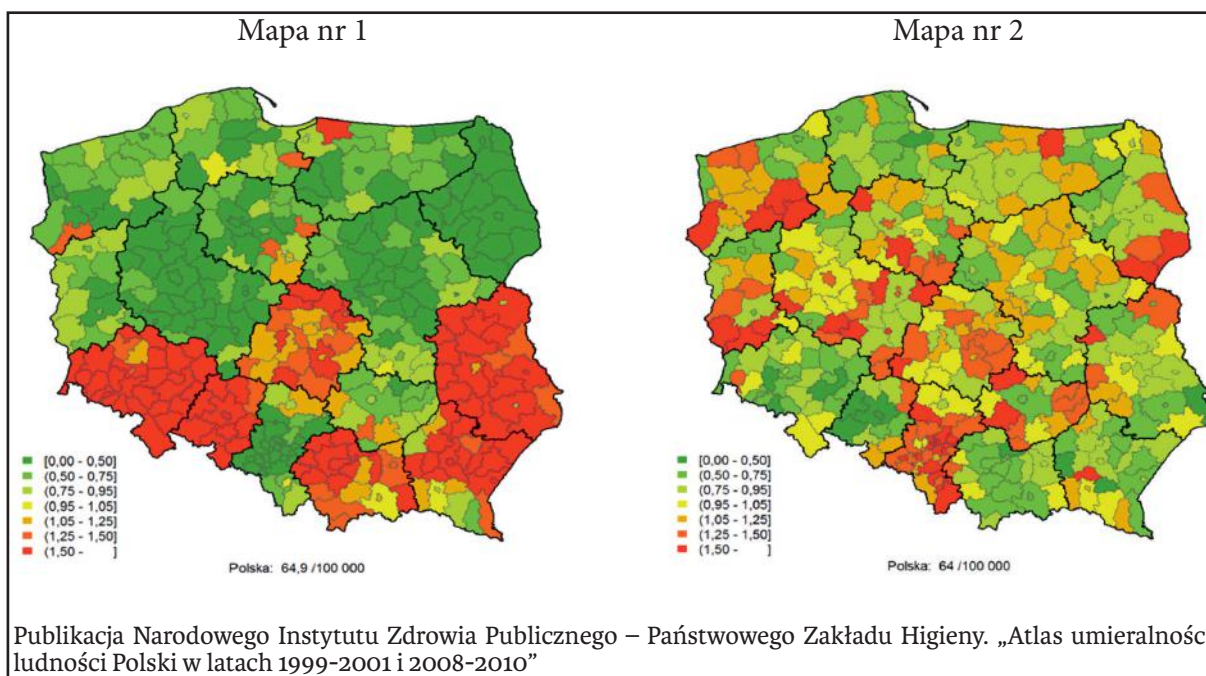 Mapa nr 1
Mapa nr 2
[0,00 - 0,50]
(0,50 - 0,75]
(0,75 - 0,95]
(0,95 - 1,05]
(1,05 - 1,25]
(1,25 - 1,50]
(1,50 - ]
Polska: 64,9 /100 000
[0,00 - 0,50]
(0,50 - 0,75]
(0,75 - 0,95]
(0,95 - 1,05]
(1,05 - 1,25]
(1,25 - 1,50]
(1,50 - ]
Polska: 64 /100 000
Publikacja Narodowego Instytutu Zdrowia Publicznego – Państwowego Zakładu Higieny. „Atlas umieralnośc
ludności Polski w latach 1999-2001 i 2008-2010”